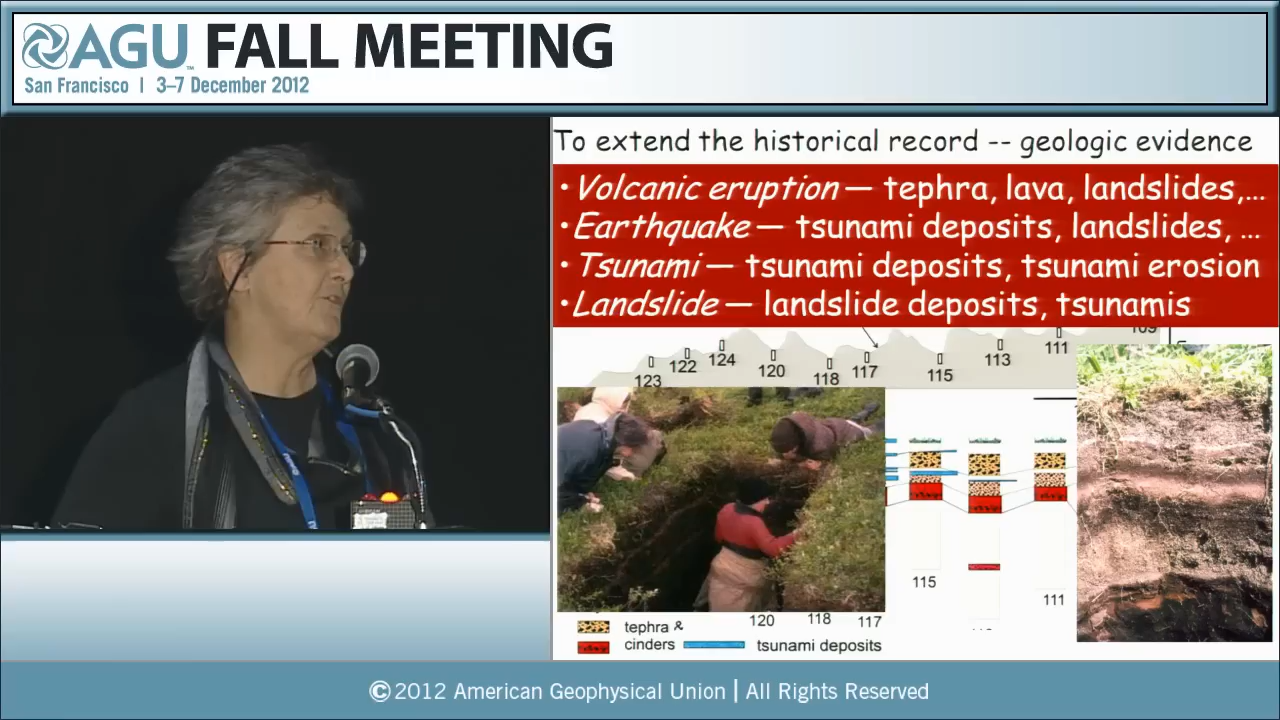 AGU™ FALL MEETING
San Francisco | 3–7 December 2012
To extend the historical record -- geologic evidence
•Volcanic eruption — tephra, lava, landslides,...
•Earthquake — tsunami deposits, landslides, ...
• Tsunami — tsunami deposits, tsunami erosion
•Landslide — landslide deposits, tsunamis
109
123
122
124
120
118
117
115
113
111
115
111
120
118
117
tephra &
cinders
tsunami deposits
©2012 American Geophysical Union | All Rights Reserved